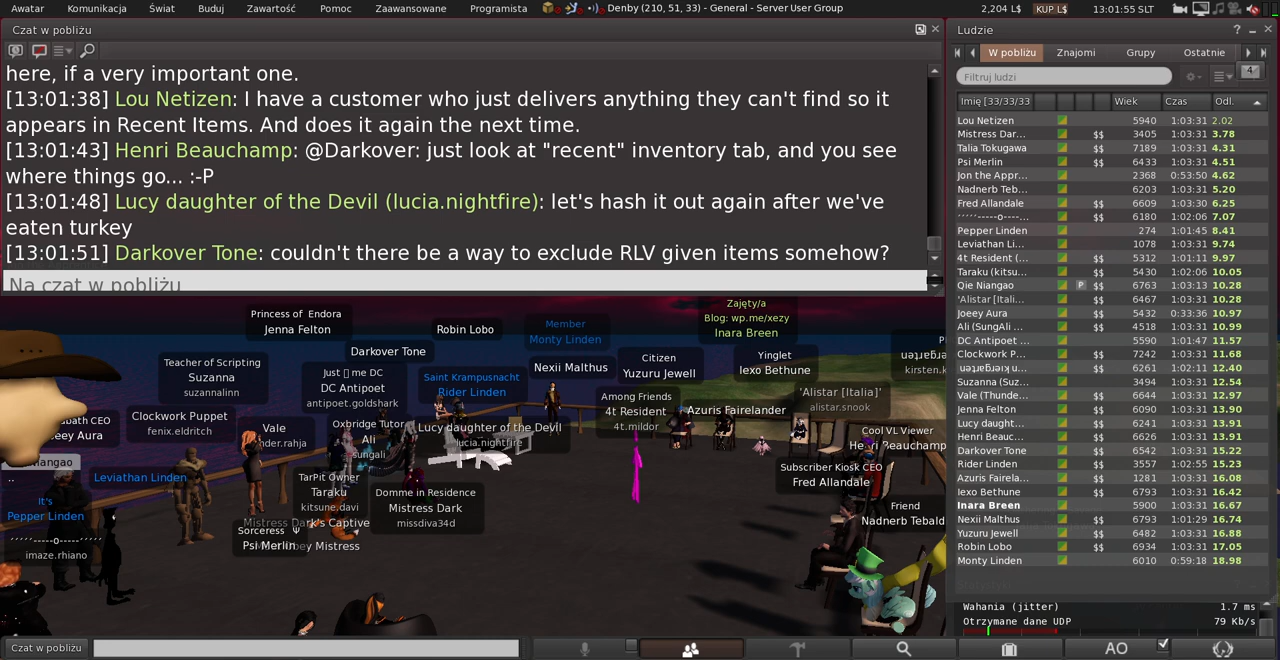 Awatar Komunikacja Świat Buduj Zawartość Pomoc Zaawansowane Programista Denby (210, 51, 33) - General - Server User Group 2,204 L$ KUP L$ 13:01:55 SLT
Czat w pobliżu
here, if a very important one.
[13:01:38] Lou Netizen: I have a customer who just delivers anything they can't find so it
appears in Recent Items. And does it again the next time.
[13:01:43] Henri Beauchamp: @Darkover: just look at "recent" inventory tab, and you see
where things go... :-P
[13:01:48] Lucy daughter of the Devil (lucia.nightfire): let's hash it out again after we've
eaten turkey
[13:01:51] Darkover Tone: couldn't there be a way to exclude RLV given items somehow?
Na czat w pobliżu
Princess of Endora
Jenna Felton
Robin Lobo
Member
Monty Linden
Zajęty/a
Blog: wp.me/xezy
Inara Breen
Darkover Tone
Teacher of Scripting
Suzanna
suzannalinn
Just me DC
DC Antipoet
antipoet.goldshark
Saint Krampusnacht
Rider Linden
Nexii Malthus
Citizen
Yuzuru Jewell
Yinglet
Iexo Bethune
kirsten.k
Among Friends
4t Resident
4t.mildor
'Alistar [Italia]'
alistar.snook
Azuris Fairelander
Clockwork Puppet
fenix.eldritch
Vale
nder.rahja
Oxbridge Tutor
Ali
sungali
Lucy daughter of the Devil
lucia.nightfire
Cool VL Viewer
Henri Beauchamp
Subscriber Kiosk CEO
Fred Allandale
Friend
Nadnerb Tebald
ath CEO
eey Aura
iangao
..
Leviathan Linden
It's
Pepper Linden
´´´´´-----o----´´´´´
imaze.rhiano
TarPit Owner
Taraku
kitsune.davi
Domme in Residence
Mistress Dark
missdiva34d
Mistress Dark's Captive
Sorceress Ψ
Psi Merlin
ey Mistress
Czat w pobliżu
AO
Ludzie
W pobliżu Znajomi Grupy Ostatnie
4
Filtruj ludzi
Imię [33/33/33 Wiek Czas Odl.
Lou Netizen 5940 1:03:31 2.02
Mistress Dar... $$ 3405 1:03:31 3.78
Talia Tokugawa $$ 7189 1:03:31 4.31
Psi Merlin $$ 6433 1:03:31 4.51
Jon the Appr... 2368 0:53:50 4.62
Nadnerb Teb... 6203 1:03:31 5.20
Fred Allandale $$ 6609 1:03:30 6.25
´´´´´-----o----... $$ 6180 1:02:06 7.07
Pepper Linden 274 1:01:45 8.41
Leviathan Li... 1078 1:03:31 9.74
4t Resident (... $$ 5312 1:01:11 9.97
Taraku (kitsu... $$ 5430 1:02:06 10.05
Qie Niangao P $$ 6763 1:03:13 10.28
'Alistar [Itali... $$ 6467 1:03:31 10.28
Joeey Aura $$ 5432 0:33:36 10.97
Ali (SungAli ... $$ 4518 1:03:31 10.99
DC Antipoet ... 5590 1:01:47 11.57
Clockwork P... $$ 7242 1:03:31 11.68
$$ 6261 1:02:11 12.40
Suzanna (Suz... 3494 1:03:31 12.54
Vale (Thunde... $$ 6644 1:03:31 12.97
Jenna Felton $$ 6090 1:03:31 13.90
Lucy daught... $$ 6241 1:03:31 13.91
Henri Beauc... $$ 6626 1:03:31 13.91
Darkover Tone $$ 6542 1:03:31 15.22
Rider Linden $$ 3557 1:02:55 15.23
Azuris Fairela... $$ 1281 1:03:31 16.08
Iexo Bethune $$ 6793 1:03:31 16.42
Inara Breen 5900 1:03:31 16.67
Nexii Malthus $$ 6793 1:01:29 16.74
Yuzuru Jewell $$ 6482 1:03:31 16.88
Robin Lobo $$ 6934 1:03:31 17.05
Monty Linden 6010 0:59:18 18.98
Wahania (jitter) 1.7 ms
Otrzymane dane UDP 79 Kb/s